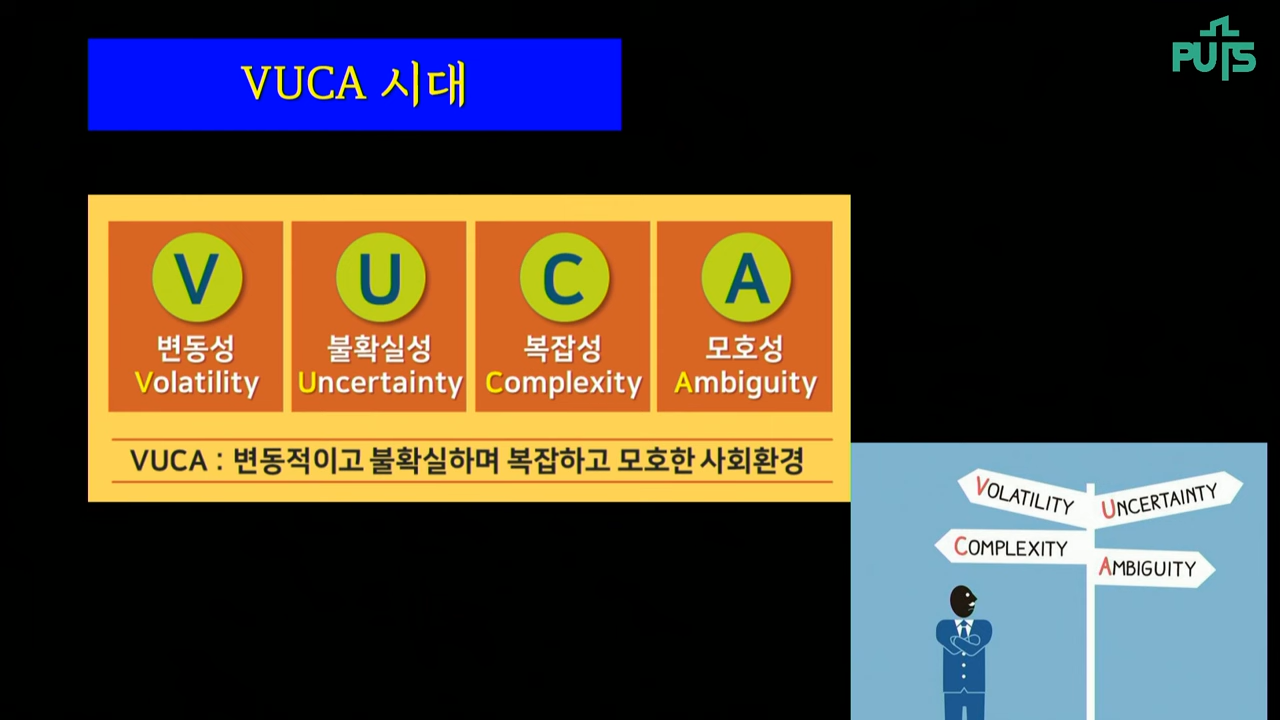 PUTS
VUCA 시대
V
변동성
Volatility
U
불확실성
Uncertainty
C
복잡성
Complexity
A
모호성
Ambiguity
VUCA : 변동적이고 불확실하며 복잡하고 모호한 사회환경
VOLATILITY
UNCERTAINTY
COMPLEXITY
AMBIGUITY